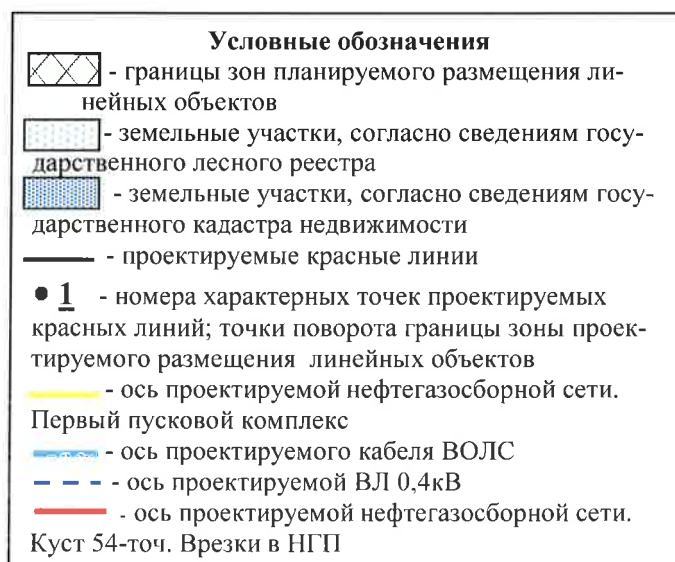 Условные обозначения
- границы зон планируемого размещения ли-
нейных объектов
- земельные участки, согласно сведениям госу-
дарственного лесного реестра
- земельные участки, согласно сведениям госу-
дарственного кадастра недвижимости
- проектируемые красные линии
• 1 - номера характерных точек проектируемых
красных линий; точки поворота границы зоны проек-
тируемого размещения линейных объектов
- ось проектируемой нефтегазосборной сети.
Первый пусковой комплекс
- ось проектируемого кабеля ВОЛС
- ось проектируемой ВЛ 0,4кВ
- ось проектируемой нефтегазосборной сети.
Куст 54-точ. Врезки в НГП